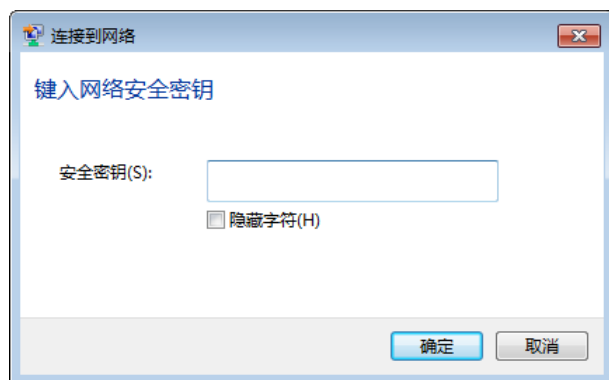 连接到网络
键入网络安全密钥
安全密钥(S):
隐藏字符(H)
确定
取消